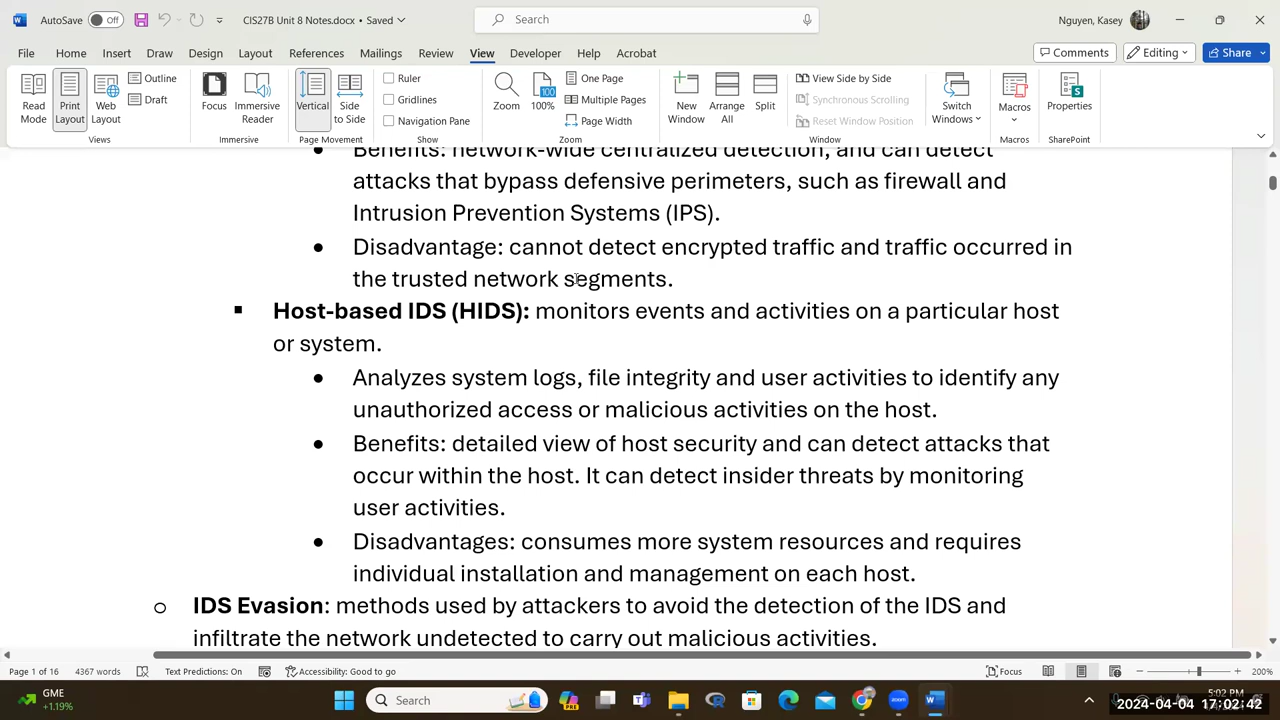 AutoSave Off CIS27B Unit 8 Notes.docx • Saved Search Nguyen, Kasey
File Home Insert Draw Design Layout References Mailings Review View Developer Help Acrobat Comments Editing Share
Read Mode Print Layout Web Layout Outline Draft Focus Immersive Reader Vertical Side to Side Ruler Gridlines Navigation Pane Zoom 100% One Page Multiple Pages Page Width New Window Arrange All Split View Side by Side Synchronous Scrolling Reset Window Position Switch Windows Macros Properties
Views Immersive Page Movement Show Zoom Window Macros SharePoint
• Benefits: network-wide centralized detection, and can detect
attacks that bypass defensive perimeters, such as firewall and
Intrusion Prevention Systems (IPS).
• Disadvantage: cannot detect encrypted traffic and traffic occurred in
the trusted network segments.
▪ Host-based IDS (HIDS): monitors events and activities on a particular host
or system.
• Analyzes system logs, file integrity and user activities to identify any
unauthorized access or malicious activities on the host.
• Benefits: detailed view of host security and can detect attacks that
occur within the host. It can detect insider threats by monitoring
user activities.
• Disadvantages: consumes more system resources and requires
individual installation and management on each host.
o IDS Evasion: methods used by attackers to avoid the detection of the IDS and
infiltrate the network undetected to carry out malicious activities.
Page 1 of 16 4367 words Text Predictions: On Accessibility: Good to go Focus 200%
GME
+1.19%
Search
5:02 PM
2024-04-04 17:02:42